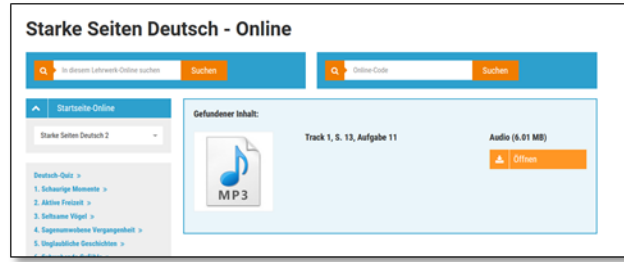 Starke Seiten Deutsch - Online
In diesem Lehrwerk-Online suchen
Suchen
Online-Code
Suchen
Startseite-Online
Starke Seiten Deutsch 2
Deutsch-Quiz »
1. Schaurige Momente »
2. Aktive Freizeit »
3. Seltsame Vögel »
4. Sagenumwobene Vergangenheit »
5. Unglaubliche Geschichten »
Gefundener Inhalt:
MP3
Track 1, S. 13, Aufgabe 11
Audio (6.01 MB)
Öffnen